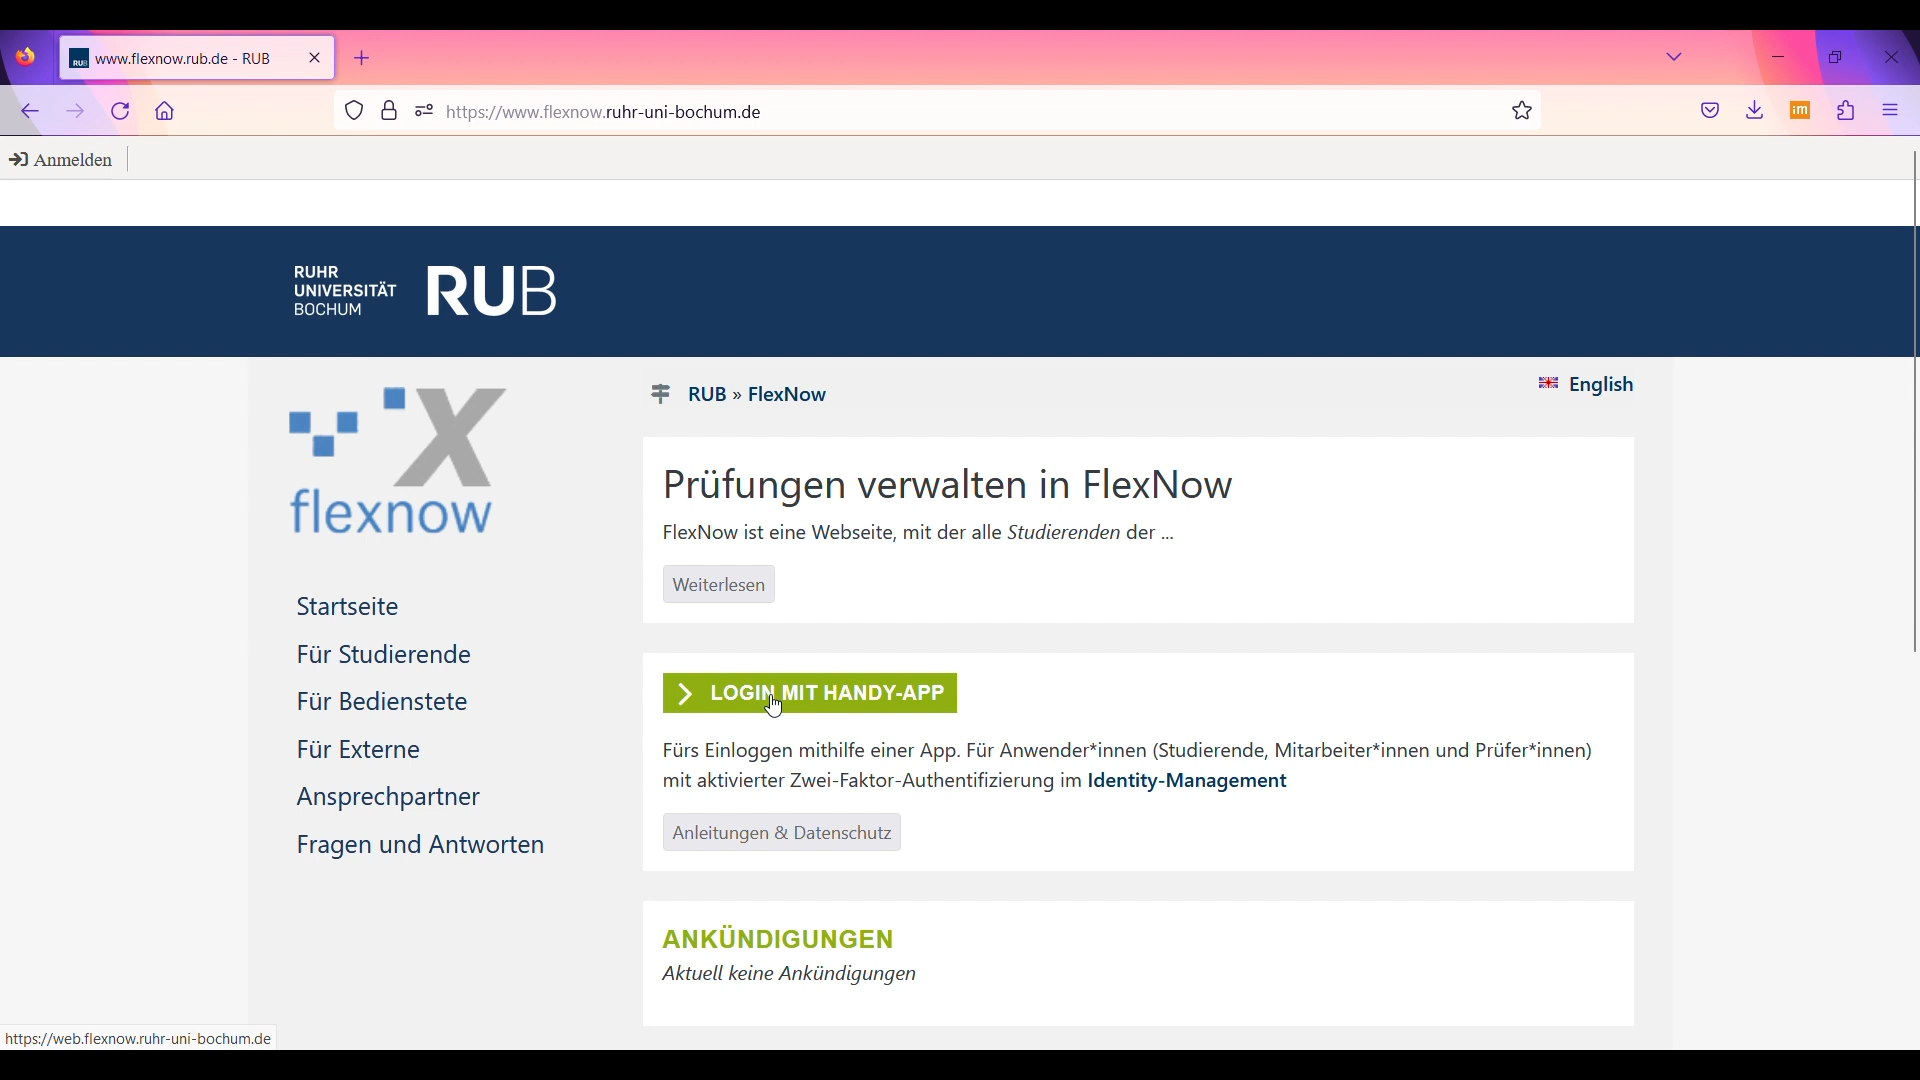 www.flexnow.rub.de - RUB
https://www.flexnow.ruhr-uni-bochum.de
im
Anmelden
RUHR
UNIVERSITÄT
BOCHUM
RUB
X
flexnow
RUB » FlexNow
English
Prüfungen verwalten in FlexNow
FlexNow ist eine Webseite, mit der alle Studierenden der ...
Weiterlesen
Startseite
Für Studierende
Für Bedienstete
Für Externe
Ansprechpartner
Fragen und Antworten
LOGIN MIT HANDY-APP
Fürs Einloggen mithilfe einer App. Für Anwender*innen (Studierende, Mitarbeiter*innen und Prüfer*innen)
mit aktivierter Zwei-Faktor-Authentifizierung im Identity-Management
Anleitungen & Datenschutz
ANKÜNDIGUNGEN
Aktuell keine Ankündigungen
https://web.flexnow.ruhr-uni-bochum.de